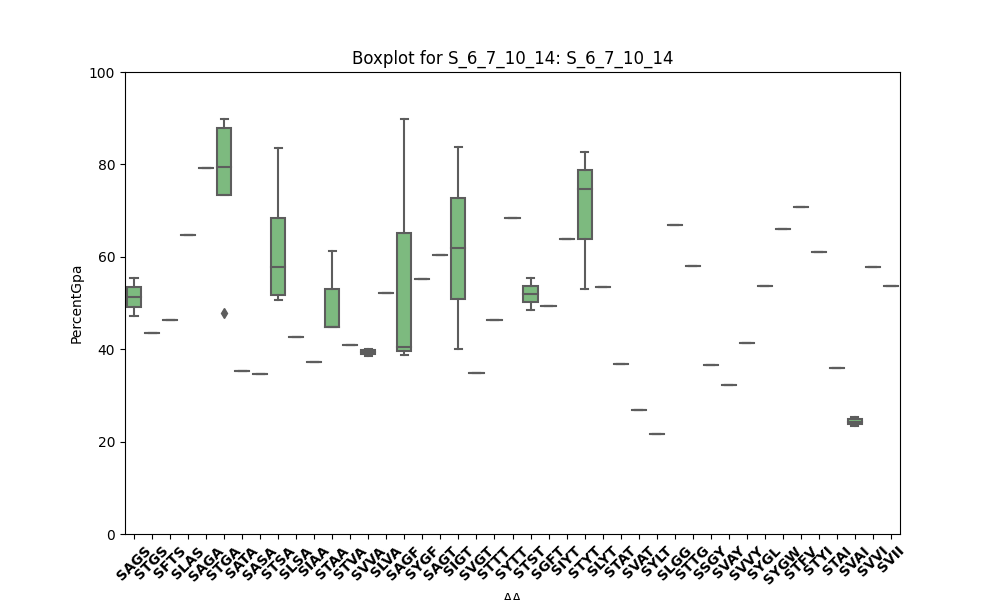 Boxplot for S_6_7_10_14: S_6_7_10_14
PercentGpa
100
80
60
40
20
0
SAGS
STGS
SFTS
SLAS
SAGA
STGA
SATA
SASA
STSA
SLSA
SIAA
STAA
STVA
SVVA
SLVA
SAGF
SYGF
SAGT
SIGT
SVGT
STTT
SYTT
STST
SGFT
SIYT
STYT
SLYT
STAT
SVAT
SYLT
SLGG
STTG
SSGY
SVAY
SVVY
SYGL
SYGW
STFV
STYI
STAI
SVAI
SVVI
SVII
AA